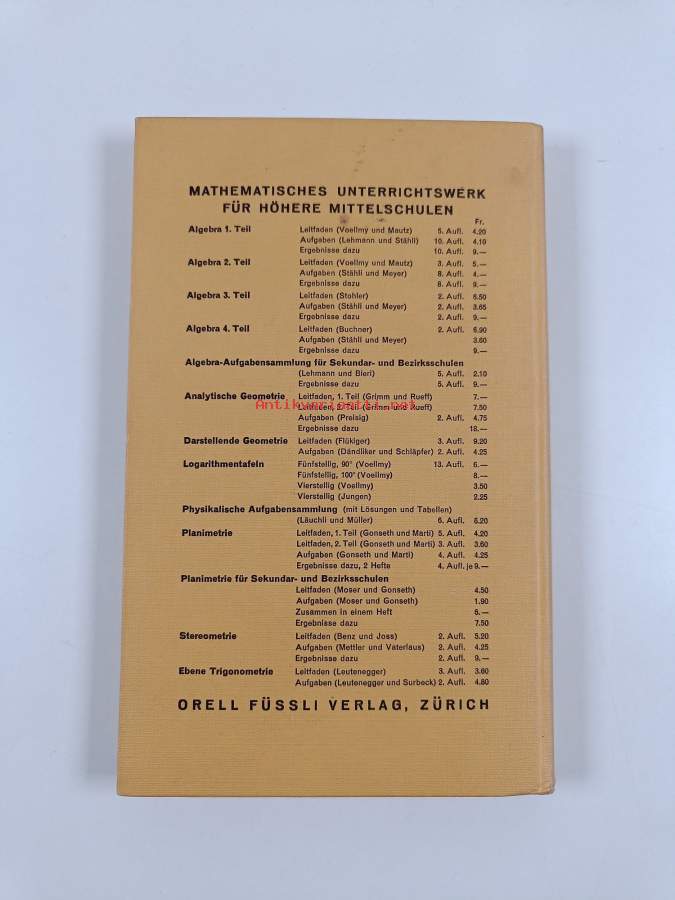 MATHEMATISCHES UNTERRICHTSWERK
FÜR HÖHERE MITTELSCHULEN
Fr.
Algebra 1. Teil Leitfaden (Voellmy und Mautz) 5. Aufl. 4.20
Aufgaben (Lehmann und Stähli) 10. Aufl. 4.10
Ergebnisse dazu 10. Aufl. 9.—
Algebra 2. Teil Leitfaden (Voellmy und Mautz) 3. Aufl. 5.—
Aufgaben (Stähli und Meyer) 8. Aufl. 4.—
Ergebnisse dazu 8. Aufl. 9.—
Algebra 3. Teil Leitfaden (Stohler) 2. Aufl. 6.50
Aufgaben (Stähli und Meyer) 2. Aufl. 3.65
Ergebnisse dazu 2. Aufl. 9.—
Algebra 4. Teil Leitfaden (Buchner) 2. Aufl. 6.90
Aufgaben (Stähli und Meyer) 3.60
Ergebnisse dazu 9.—
Algebra-Aufgabensammlung für Sekundar- und Bezirksschulen
(Lehmann und Bieri) 5. Aufl. 2.10
Ergebnisse dazu 5. Aufl. 9.—
Analytische Geometrie Leitfaden, 1. Teil (Grimm und Rueff) 7.—
Antikvariaatti.net
Leitfaden, 2. Teil (Grimm und Rueff) 7.50
Aufgaben (Preisig) 2. Aufl. 4.75
Ergebnisse dazu 18.—
Darstellende Geometrie Leitfaden (Flükiger) 3. Aufl. 9.20
Aufgaben (Dändliker und Schläpfer) 2. Aufl. 4.25
Logarithmentafeln Fünfstellig, 90° (Voellmy) 13. Aufl. 6.—
Fünfstellig, 100° (Voellmy) 8.—
Vierstellig (Voellmy) 3.50
Vierstellig (Jungen) 2.25
Physikalische Aufgabensammlung (mit Lösungen und Tabellen)
(Läuchli und Müller) 6. Aufl. 6.20
Planimetrie Leitfaden, 1. Teil (Gonseth und Marti) 5. Aufl. 4.20
Leitfaden, 2. Teil (Gonseth und Marti) 3. Aufl. 3.60
Aufgaben (Gonseth und Marti) 4. Aufl. 4.25
Ergebnisse dazu, 2 Hefte 4. Aufl. je 9.—
Planimetrie für Sekundar- und Bezirksschulen
Leitfaden (Moser und Gonseth) 4.50
Aufgaben (Moser und Gonseth) 1.90
Zusammen in einem Heft 6.—
Ergebnisse dazu 7.50
Stereometrie Leitfaden (Benz und Joss) 2. Aufl. 5.20
Aufgaben (Mettler und Vaterlaus) 2. Aufl. 4.25
Ergebnisse dazu 2. Aufl. 9.—
Ebene Trigonometrie Leitfaden (Leutenegger) 3. Aufl. 3.60
Aufgaben (Leutenegger und Surbeck) 2. Aufl. 4.80
ORELL FÜSSLI VERLAG, ZÜRICH